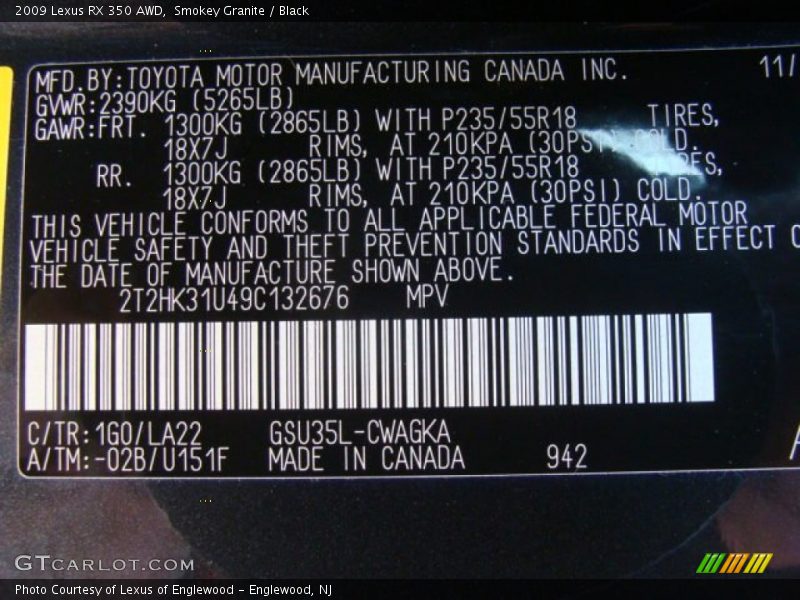 2009 Lexus RX 350 AWD, Smokey Granite / Black
MFD.BY:TOYOTA MOTOR MANUFACTURING CANADA INC. 11/
GVWR:2390KG (5265LB)
GAWR:FRT. 1300KG (2865LB) WITH P235/55R18 TIRES,
18X7J RIMS, AT 210KPA (30PSI) COLD.
RR. 1300KG (2865LB) WITH P235/55R18 TIRES,
18X7J RIMS, AT 210KPA (30PSI) COLD.
THIS VEHICLE CONFORMS TO ALL APPLICABLE FEDERAL MOTOR
VEHICLE SAFETY AND THEFT PREVENTION STANDARDS IN EFFECT
THE DATE OF MANUFACTURE SHOWN ABOVE.
2T2HK31U49C132676 MPV
C/TR:1G0/LA22 GSU35L-CWAGKA
A/TM:-02B/U151F MADE IN CANADA 942
GTCARLOT.COM
Photo Courtesy of Lexus of Englewood - Englewood, NJ